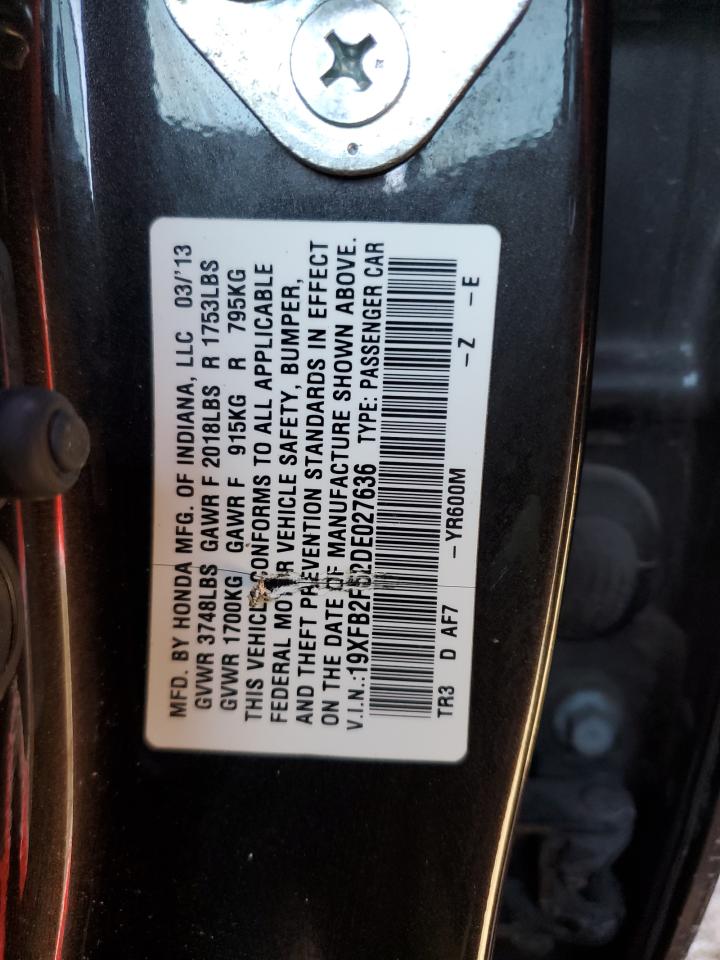 MFD. BY HONDA MFG. OF INDIANA, LLC 03/'13
GVWR 3748LBS GAWR F 2018LBS R 1753LBS
GVWR 1700KG GAWR F 915KG R 795KG
THIS VEHICLE CONFORMS TO ALL APPLICABLE
FEDERAL MOTOR VEHICLE SAFETY, BUMPER,
AND THEFT PREVENTION STANDARDS IN EFFECT
ON THE DATE OF MANUFACTURE SHOWN ABOVE.
V.I.N.: TYPE: PASSENGER CAR
TR3 D AF7 -YR600M -Z -E